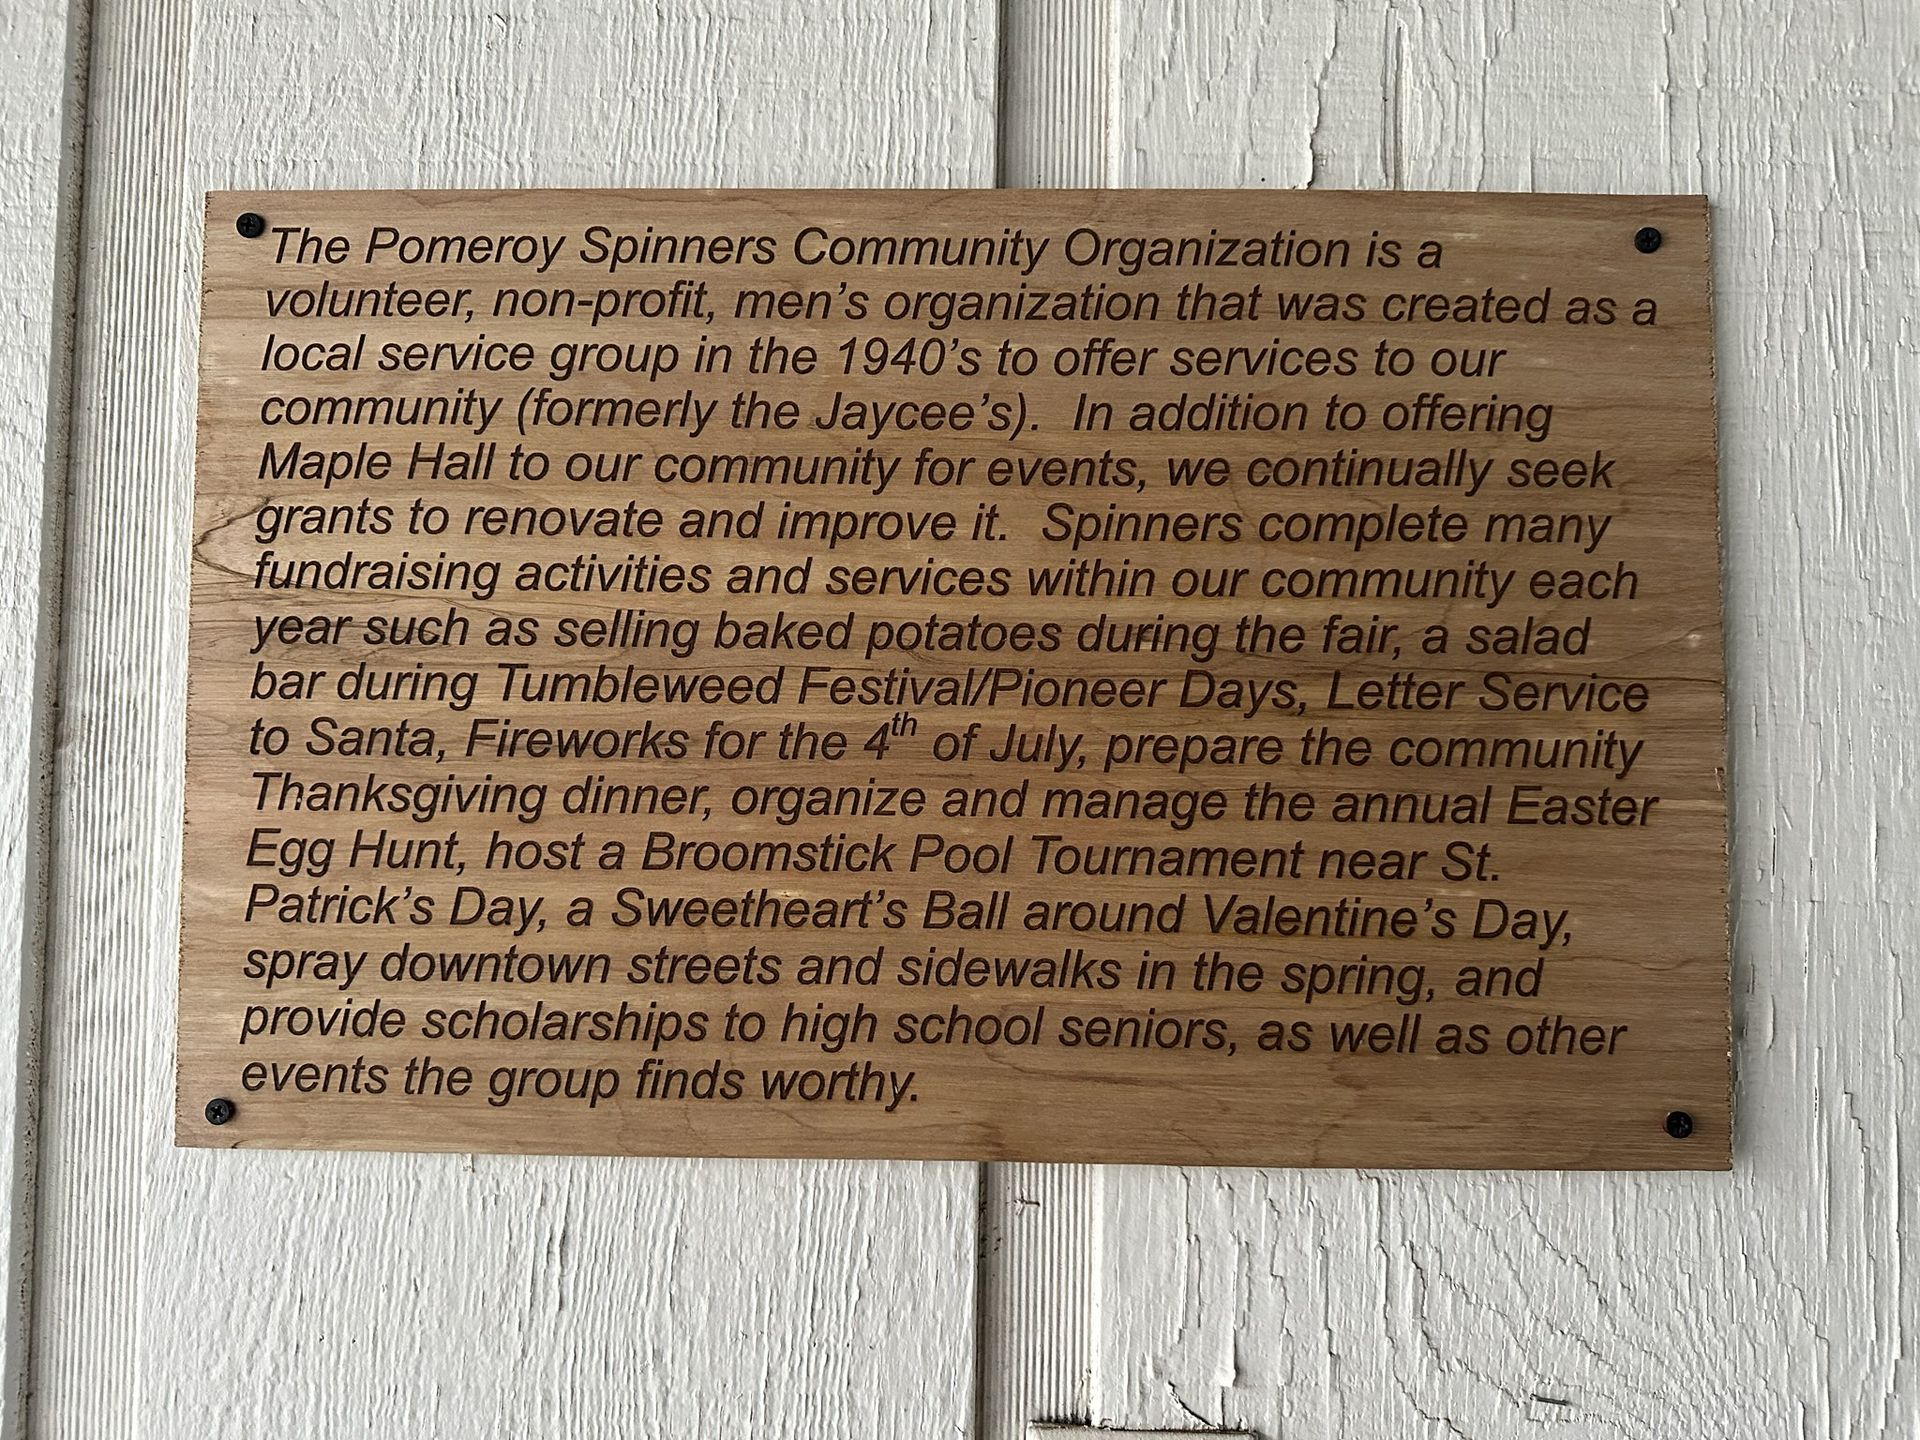 The Pomeroy Spinners Community Organization is a
volunteer, non-profit, men’s organization that was created as a
local service group in the 1940’s to offer services to our
community (formerly the Jaycee’s).  In addition to offering
Maple Hall to our community for events, we continually seek
grants to renovate and improve it.  Spinners complete many
fundraising activities and services within our community each
year such as selling baked potatoes during the fair, a salad
bar during Tumbleweed Festival/Pioneer Days, Letter Service
to Santa, Fireworks for the 4th of July, prepare the community
Thanksgiving dinner, organize and manage the annual Easter
Egg Hunt, host a Broomstick Pool Tournament near St.
Patrick’s Day, a Sweetheart’s Ball around Valentine’s Day,
spray downtown streets and sidewalks in the spring, and
provide scholarships to high school seniors, as well as other
events the group finds worthy.